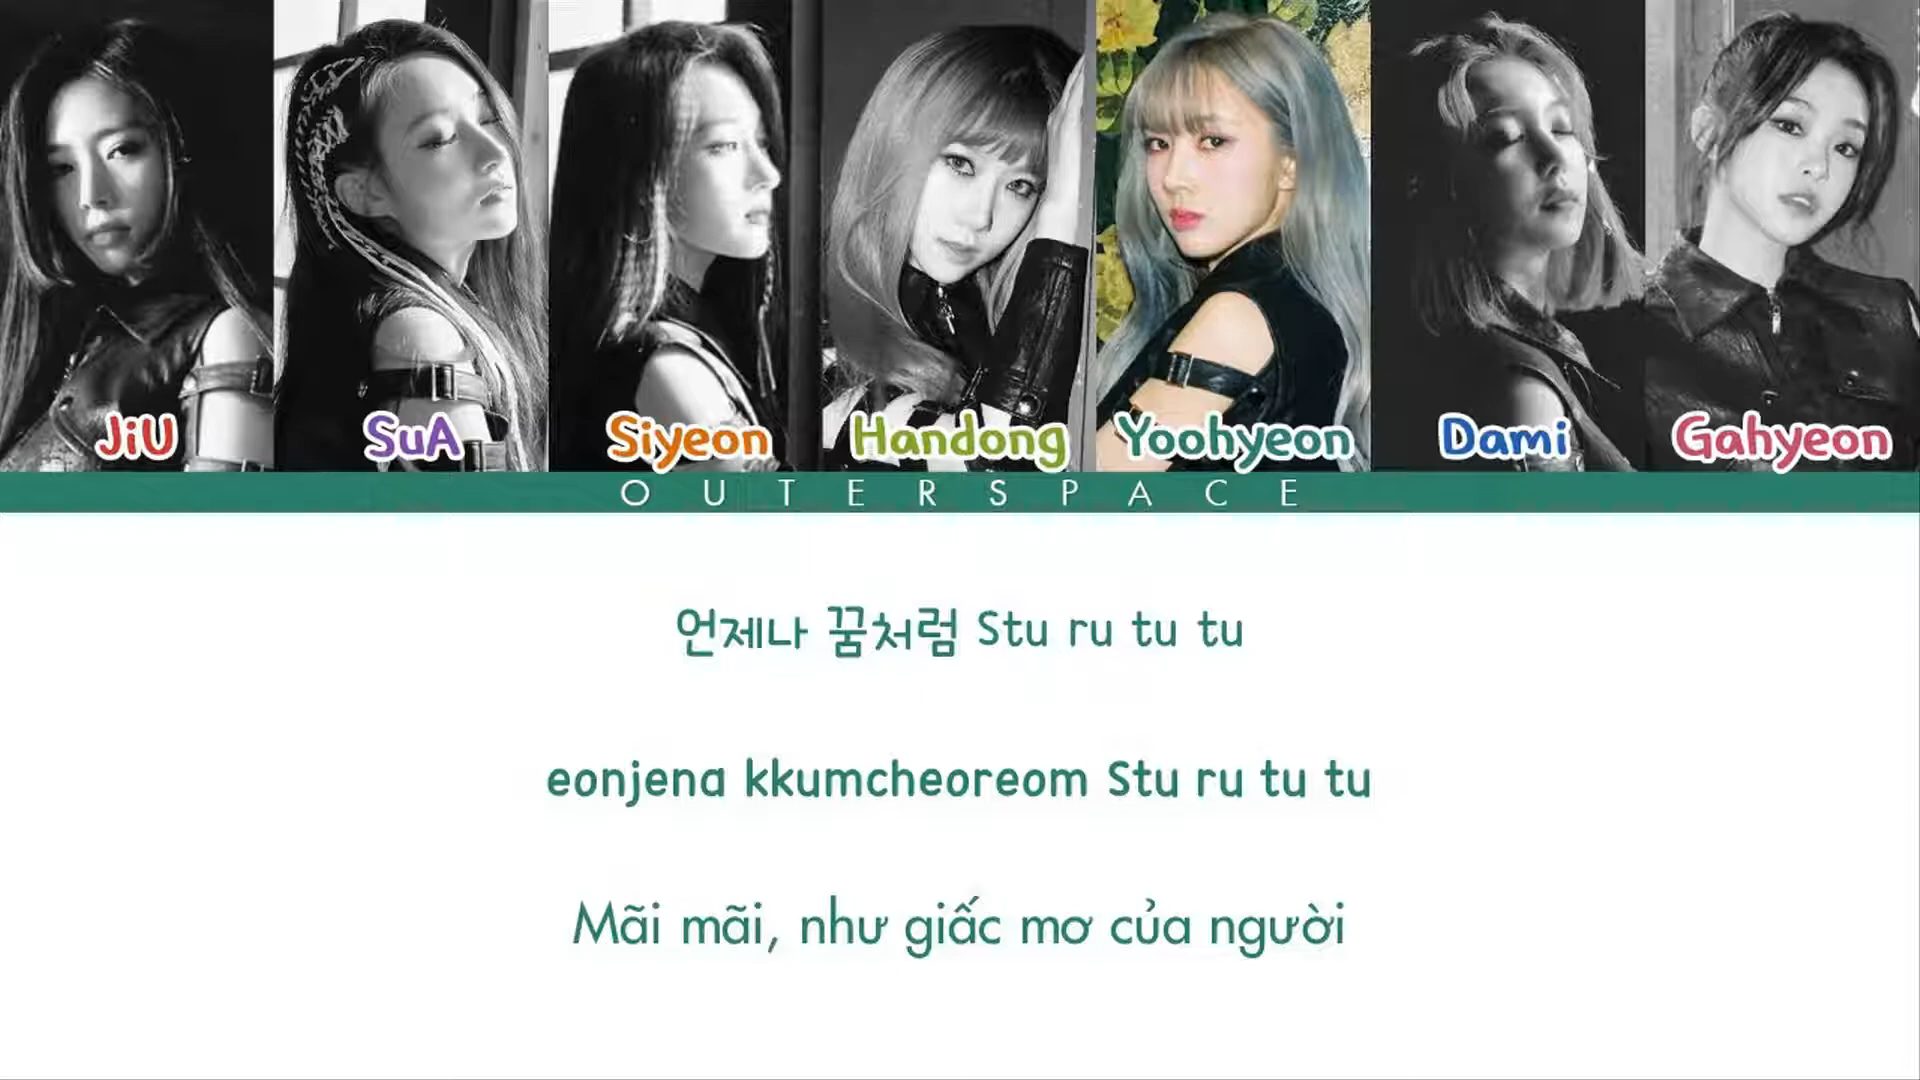 JiU SuA Siyeon Handong Yoohyeon Dami Gahyeon
OUTERSPACE
언제나 꿈처럼 Stu ru tu tu
eonjena kkumcheoreom Stu ru tu tu
Mãi mãi, như giấc mơ của người